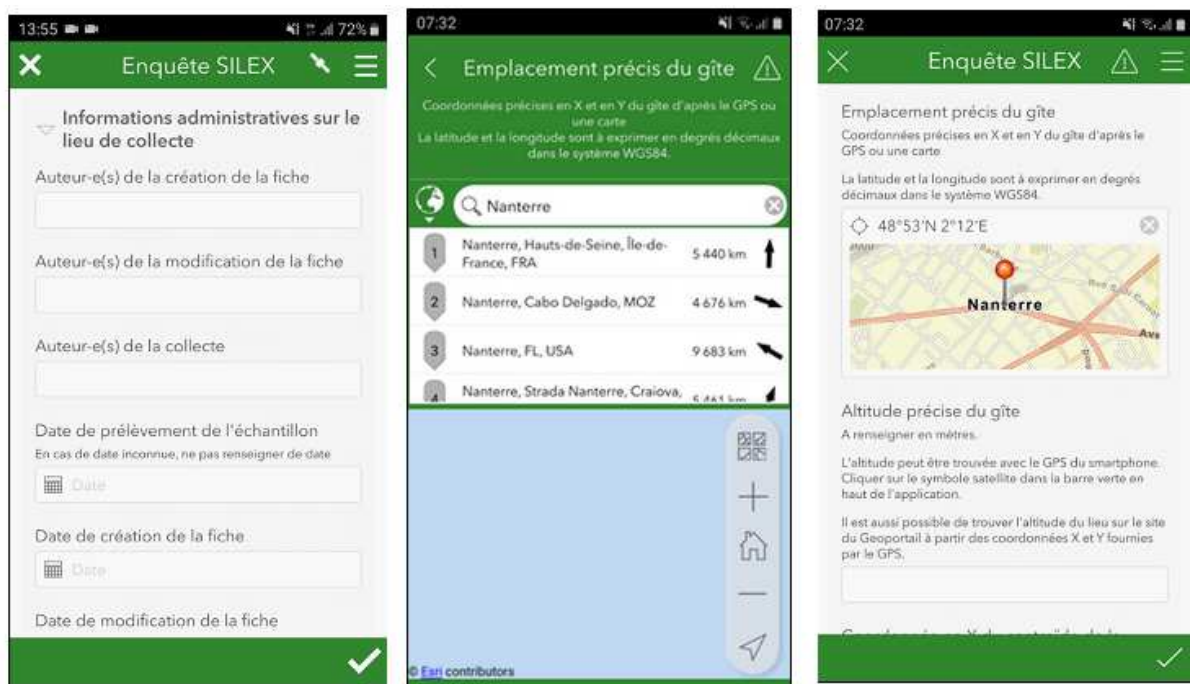 13:55 72%
Enquête SILEX
Informations administratives sur le
lieu de collecte
Auteur-e(s) de la création de la fiche
Auteur-e(s) de la modification de la fiche
Auteur-e(s) de la collecte
Date de prélèvement de l'échantillon
En cas de date inconnue, ne pas renseigner de date
Date
Date de création de la fiche
Date
Date de modification de la fiche
07:32
Emplacement précis du gîte
Coordonnées précises en X et en Y du gîte d'après le GPS ou
une carte
La latitude et la longitude sont à exprimer en degrés décimaux
dans le système WGS84.
Nanterre
1 Nanterre, Hauts-de-Seine, Île-de-
France, FRA 5 440 km
2 Nanterre, Cabo Delgado, MOZ 4 676 km
3 Nanterre, FL, USA 9 683 km
4 Nanterre, Strada Nanterre, Craiova, 5 461 km
© Esri contributors
07:32
Enquête SILEX
Emplacement précis du gîte
Coordonnées précises en X et en Y du gîte d'après le
GPS ou une carte
La latitude et la longitude sont à exprimer en degrés
décimaux dans le système WGS84.
48°53'N 2°12'E
Nanterre
Ave
Altitude précise du gîte
A renseigner en mètres.
L'altitude peut être trouvée avec le GPS du smartphone.
Cliquer sur le symbole satellite dans la barre verte en
haut de l'application.
Il est aussi possible de trouver l'altitude du lieu sur le site
du Geoportail à partir des coordonnées X et Y fournies
par le GPS.